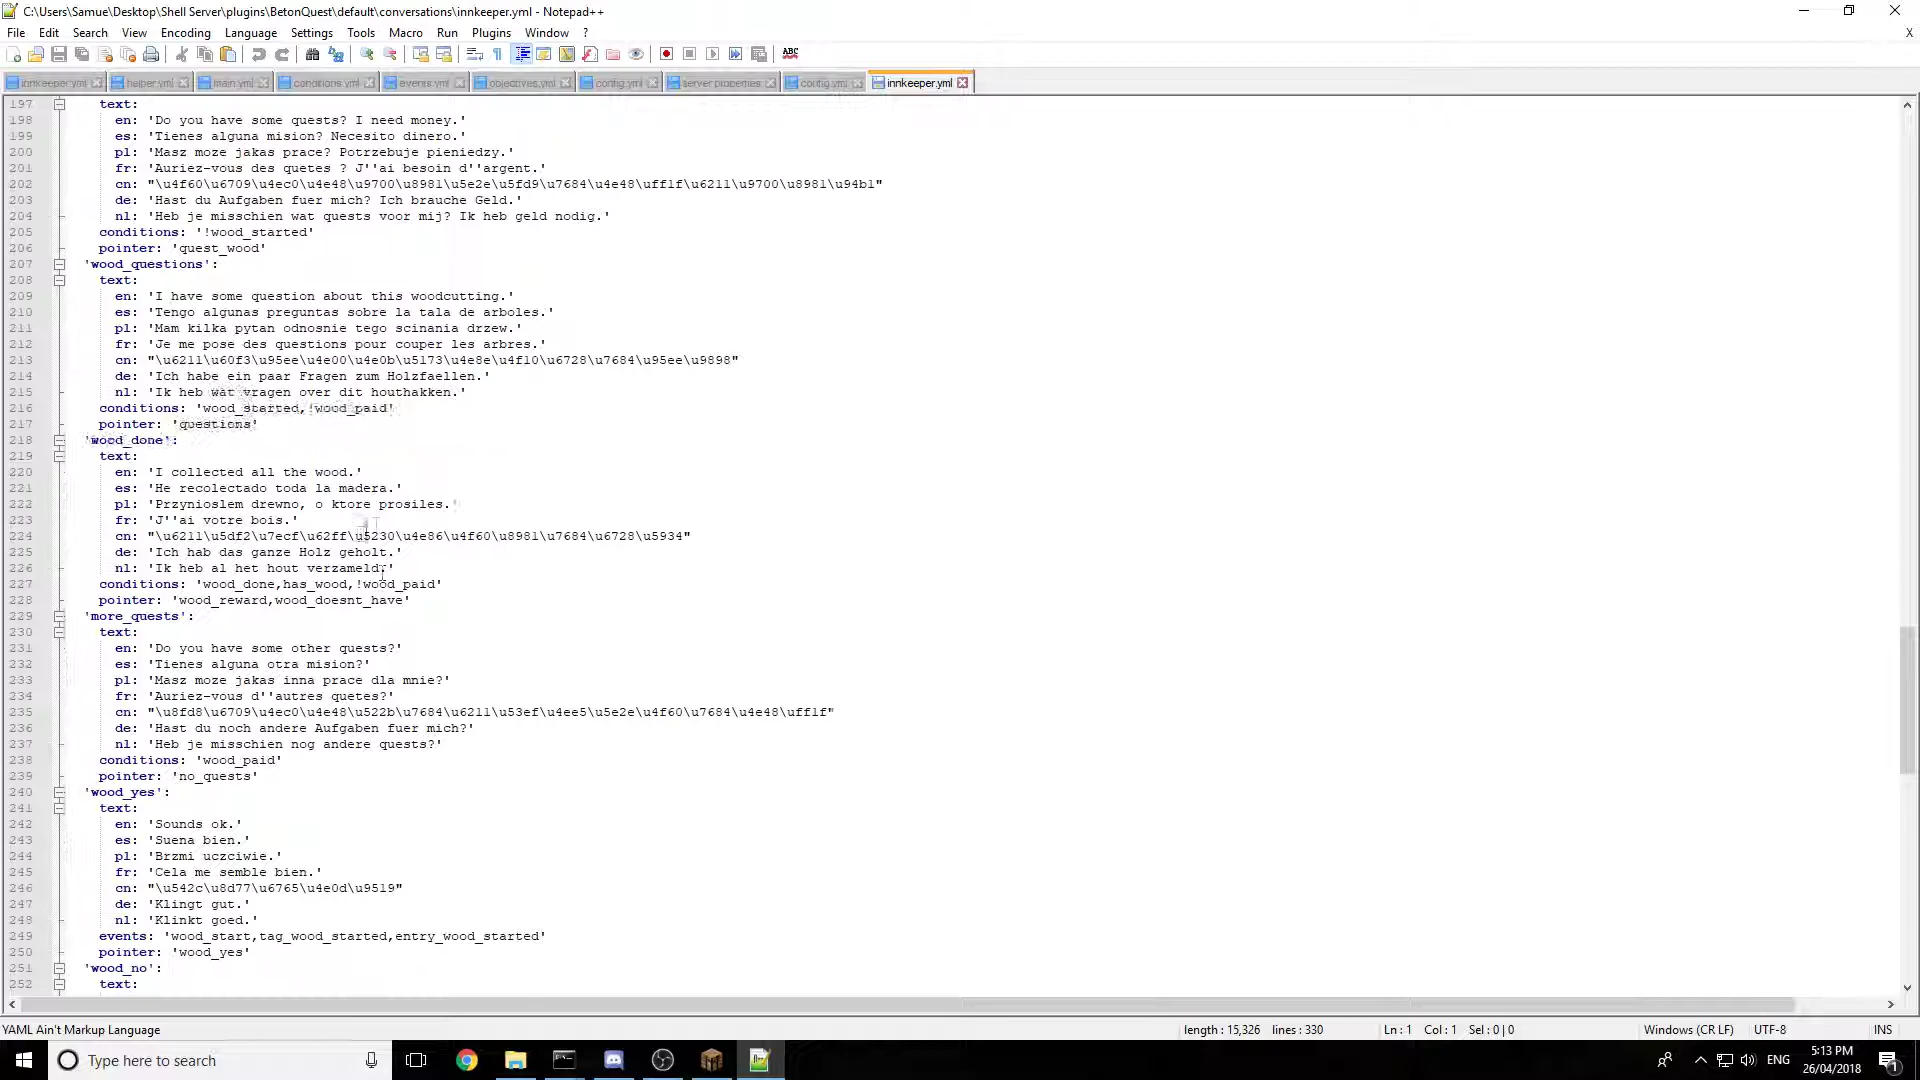 C:\Users\Samue\Desktop\Shell Server\plugins\BetonQuest\default\conversations\innkeeper.yml - Notepad++
File Edit Search View Encoding Language Settings Tools Macro Run Plugins Window ? X
innkeeper.yml helper.yml main.yml conditions.yml events.yml objectives.yml config.yml server.properties config.yml innkeeper.yml
197 text:
198 en: 'Do you have some quests? I need money.'
199 es: 'Tienes alguna mision? Necesito dinero.'
200 pl: 'Masz moze jakas prace? Potrzebuje pieniedzy.'
201 fr: 'Auriez-vous des quetes ? J''ai besoin d''argent.'
202 cn: "\u4f60\u6709\u4ec0\u4e48\u9700\u8981\u5e2e\u5fd9\u7684\u4e48\uff1f\u6211\u9700\u8981\u94b1"
203 de: 'Hast du Aufgaben fuer mich? Ich brauche Geld.'
204 nl: 'Heb je misschien wat quests voor mij? Ik heb geld nodig.'
205 conditions: '!wood_started'
206 pointer: 'quest_wood'
207 'wood_questions':
208 text:
209 en: 'I have some question about this woodcutting.'
210 es: 'Tengo algunas preguntas sobre la tala de arboles.'
211 pl: 'Mam kilka pytan odnosnie tego scinania drzew.'
212 fr: 'Je me pose des questions pour couper les arbres.'
213 cn: "\u6211\u60f3\u95ee\u4e00\u4e0b\u5173\u4e8e\u4f10\u6728\u7684\u95ee\u9898"
214 de: 'Ich habe ein paar Fragen zum Holzfaellen.'
215 nl: 'Ik heb wat vragen over dit houthakken.'
216 conditions: 'wood_started,!wood_paid'
217 pointer: 'questions'
218 'wood_done':
219 text:
220 en: 'I collected all the wood.'
221 es: 'He recolectado toda la madera.'
222 pl: 'Przynioslem drewno, o ktore prosiles.'
223 fr: 'J''ai votre bois.'
224 cn: "\u6211\u5df2\u7ecf\u62ff\u5230\u4e86\u4f60\u8981\u7684\u6728\u5934"
225 de: 'Ich hab das ganze Holz geholt.'
226 nl: 'Ik heb al het hout verzameld.'
227 conditions: 'wood_done,has_wood,!wood_paid'
228 pointer: 'wood_reward,wood_doesnt_have'
229 'more_quests':
230 text:
231 en: 'Do you have some other quests?'
232 es: 'Tienes alguna otra mision?'
233 pl: 'Masz moze jakas inna prace dla mnie?'
234 fr: 'Auriez-vous d''autres quetes?'
235 cn: "\u8fd8\u6709\u4ec0\u4e48\u522b\u7684\u6211\u53ef\u4ee5\u5e2e\u4f60\u7684\u4e48\uff1f"
236 de: 'Hast du noch andere Aufgaben fuer mich?'
237 nl: 'Heb je misschien nog andere quests?'
238 conditions: 'wood_paid'
239 pointer: 'no_quests'
240 'wood_yes':
241 text:
242 en: 'Sounds ok.'
243 es: 'Suena bien.'
244 pl: 'Brzmi uczciwie.'
245 fr: 'Cela me semble bien.'
246 cn: "\u542c\u8d77\u6765\u4e0d\u9519"
247 de: 'Klingt gut.'
248 nl: 'Klinkt goed.'
249 events: 'wood_start,tag_wood_started,entry_wood_started'
250 pointer: 'wood_yes'
251 'wood_no':
252 text:
YAML Ain't Markup Language length : 15,326 lines : 330 Ln : 1 Col : 1 Sel : 0 | 0 Windows (CR LF) UTF-8 INS
Type here to search ENG 5:13 PM
26/04/2018
1